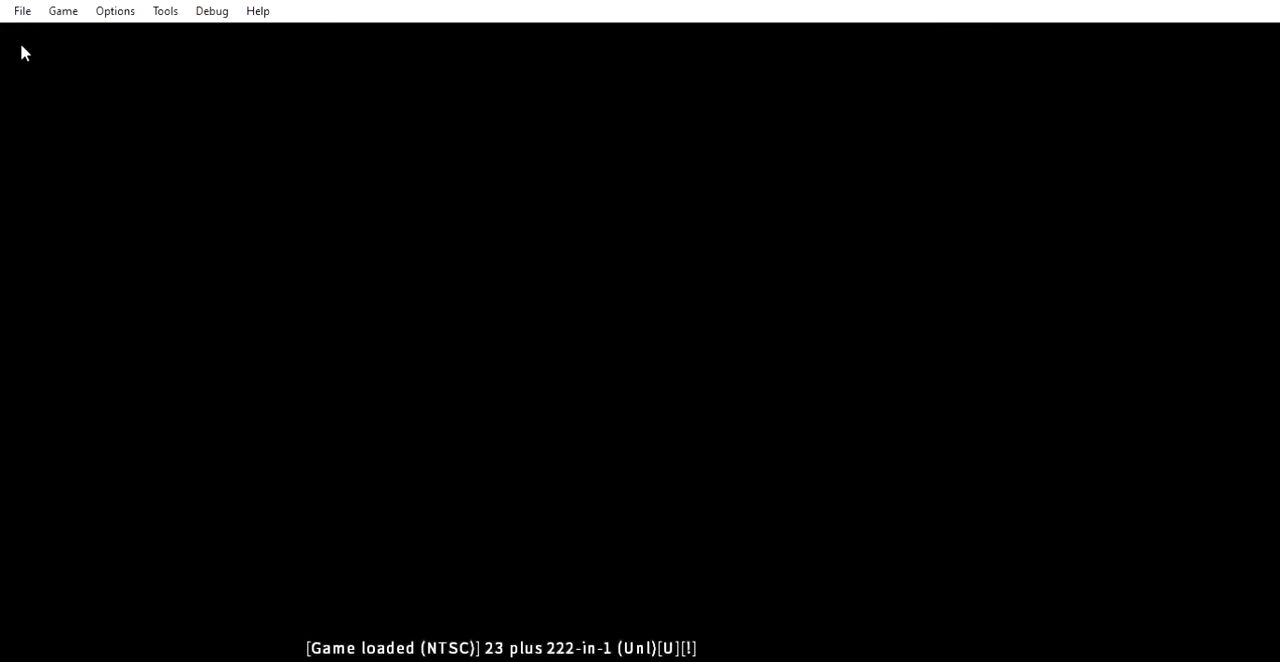 File Game Options Tools Debug Help
[Game loaded (NTSC)] 23 plus 222-in-1 (Unl)[U][!]